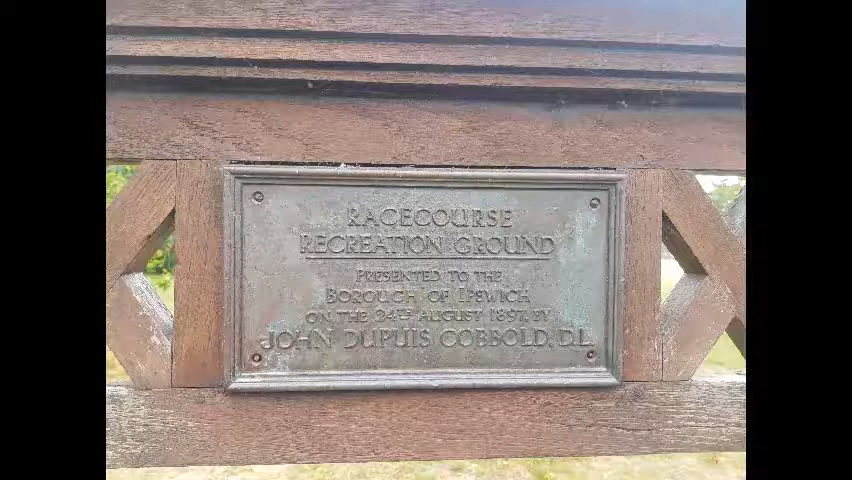 RACECOURSE
RECREATION GROUND
PRESENTED TO THE
BOROUGH OF IPSWICH
ON THE 24TH AUGUST 1897, BY
JOHN DUPUIS COBBOLD, D.L.